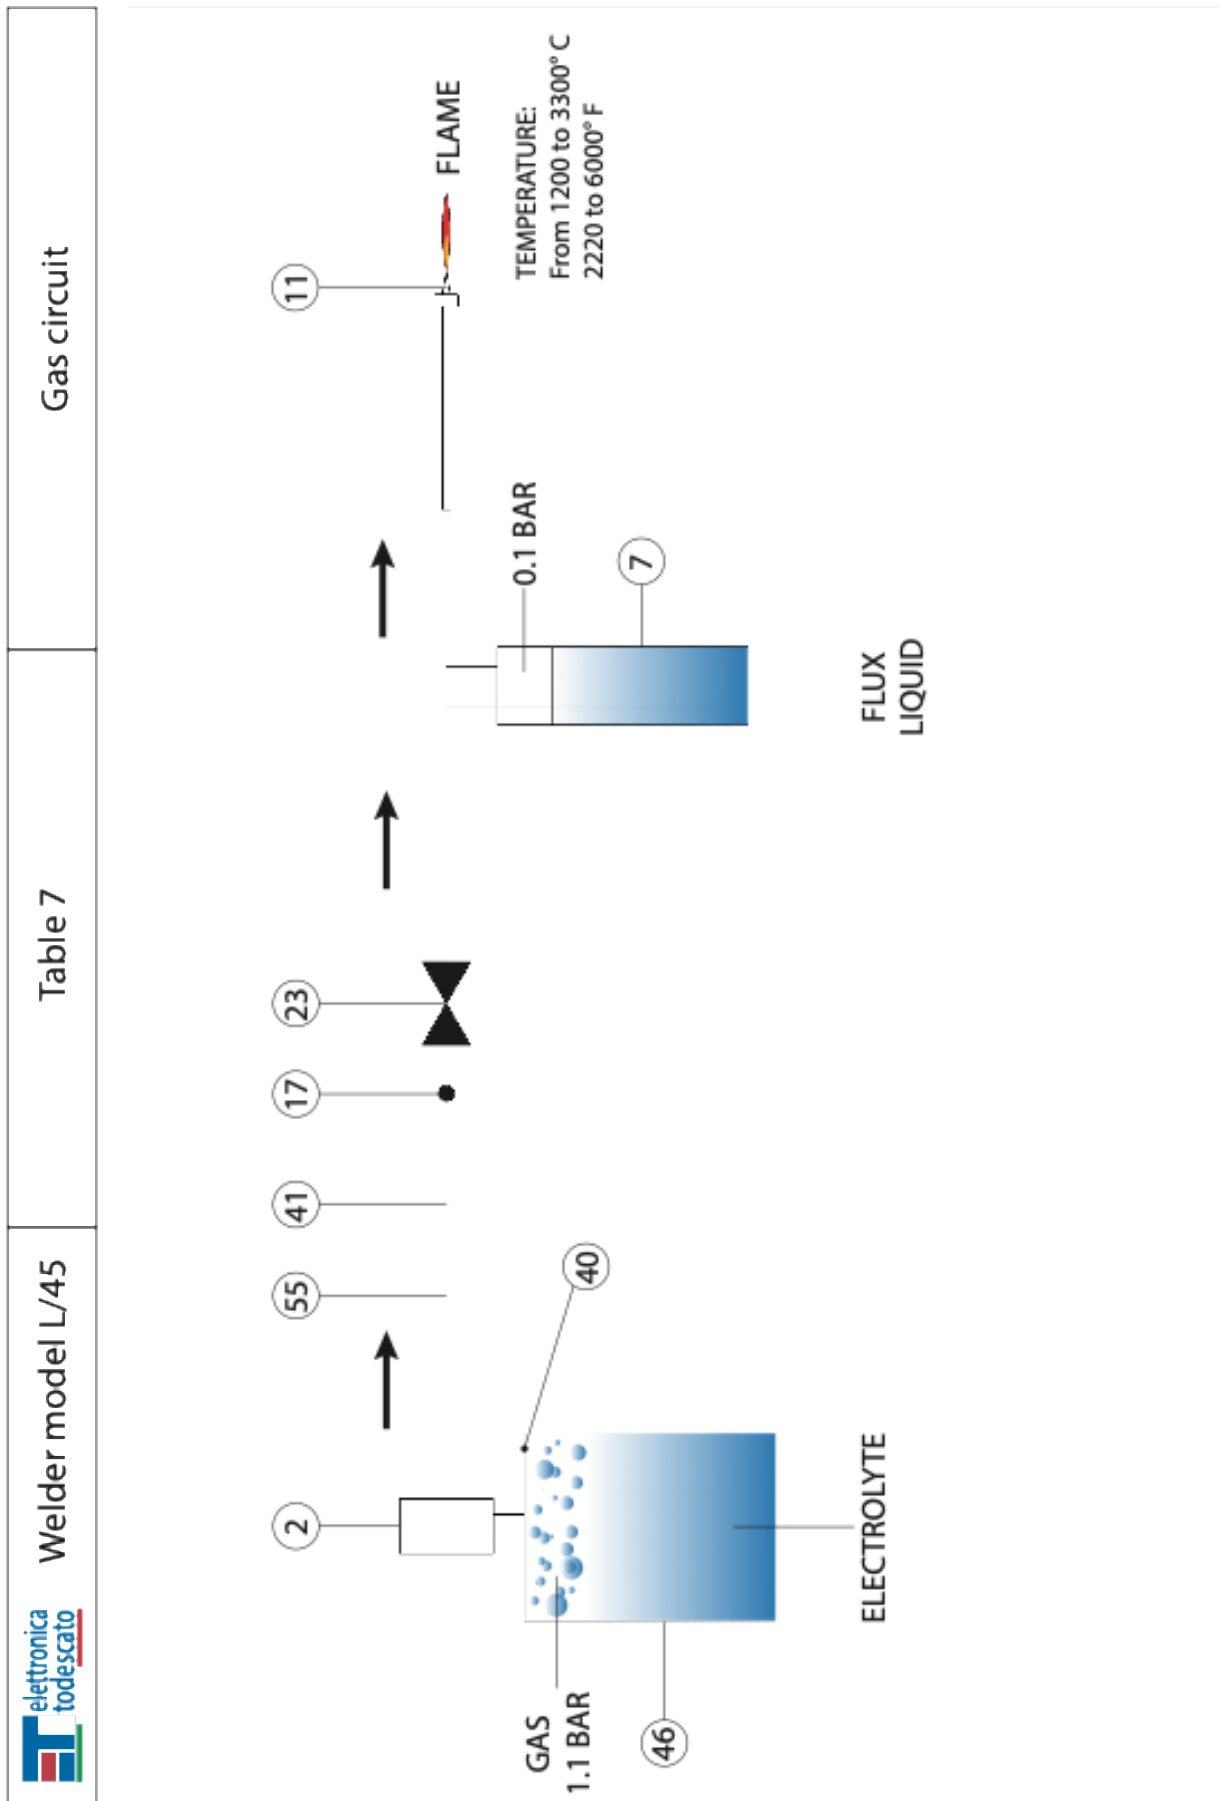 elettronica
todescato
Welder model L/45
Table 7
Gas circuit
2
55
41
17
23
11
FLAME
TEMPERATURE:
From 1200 to 3300° C
2220 to 6000° F
0.1 BAR
7
FLUX
LIQUID
40
GAS
1.1 BAR
46
ELECTROLYTE